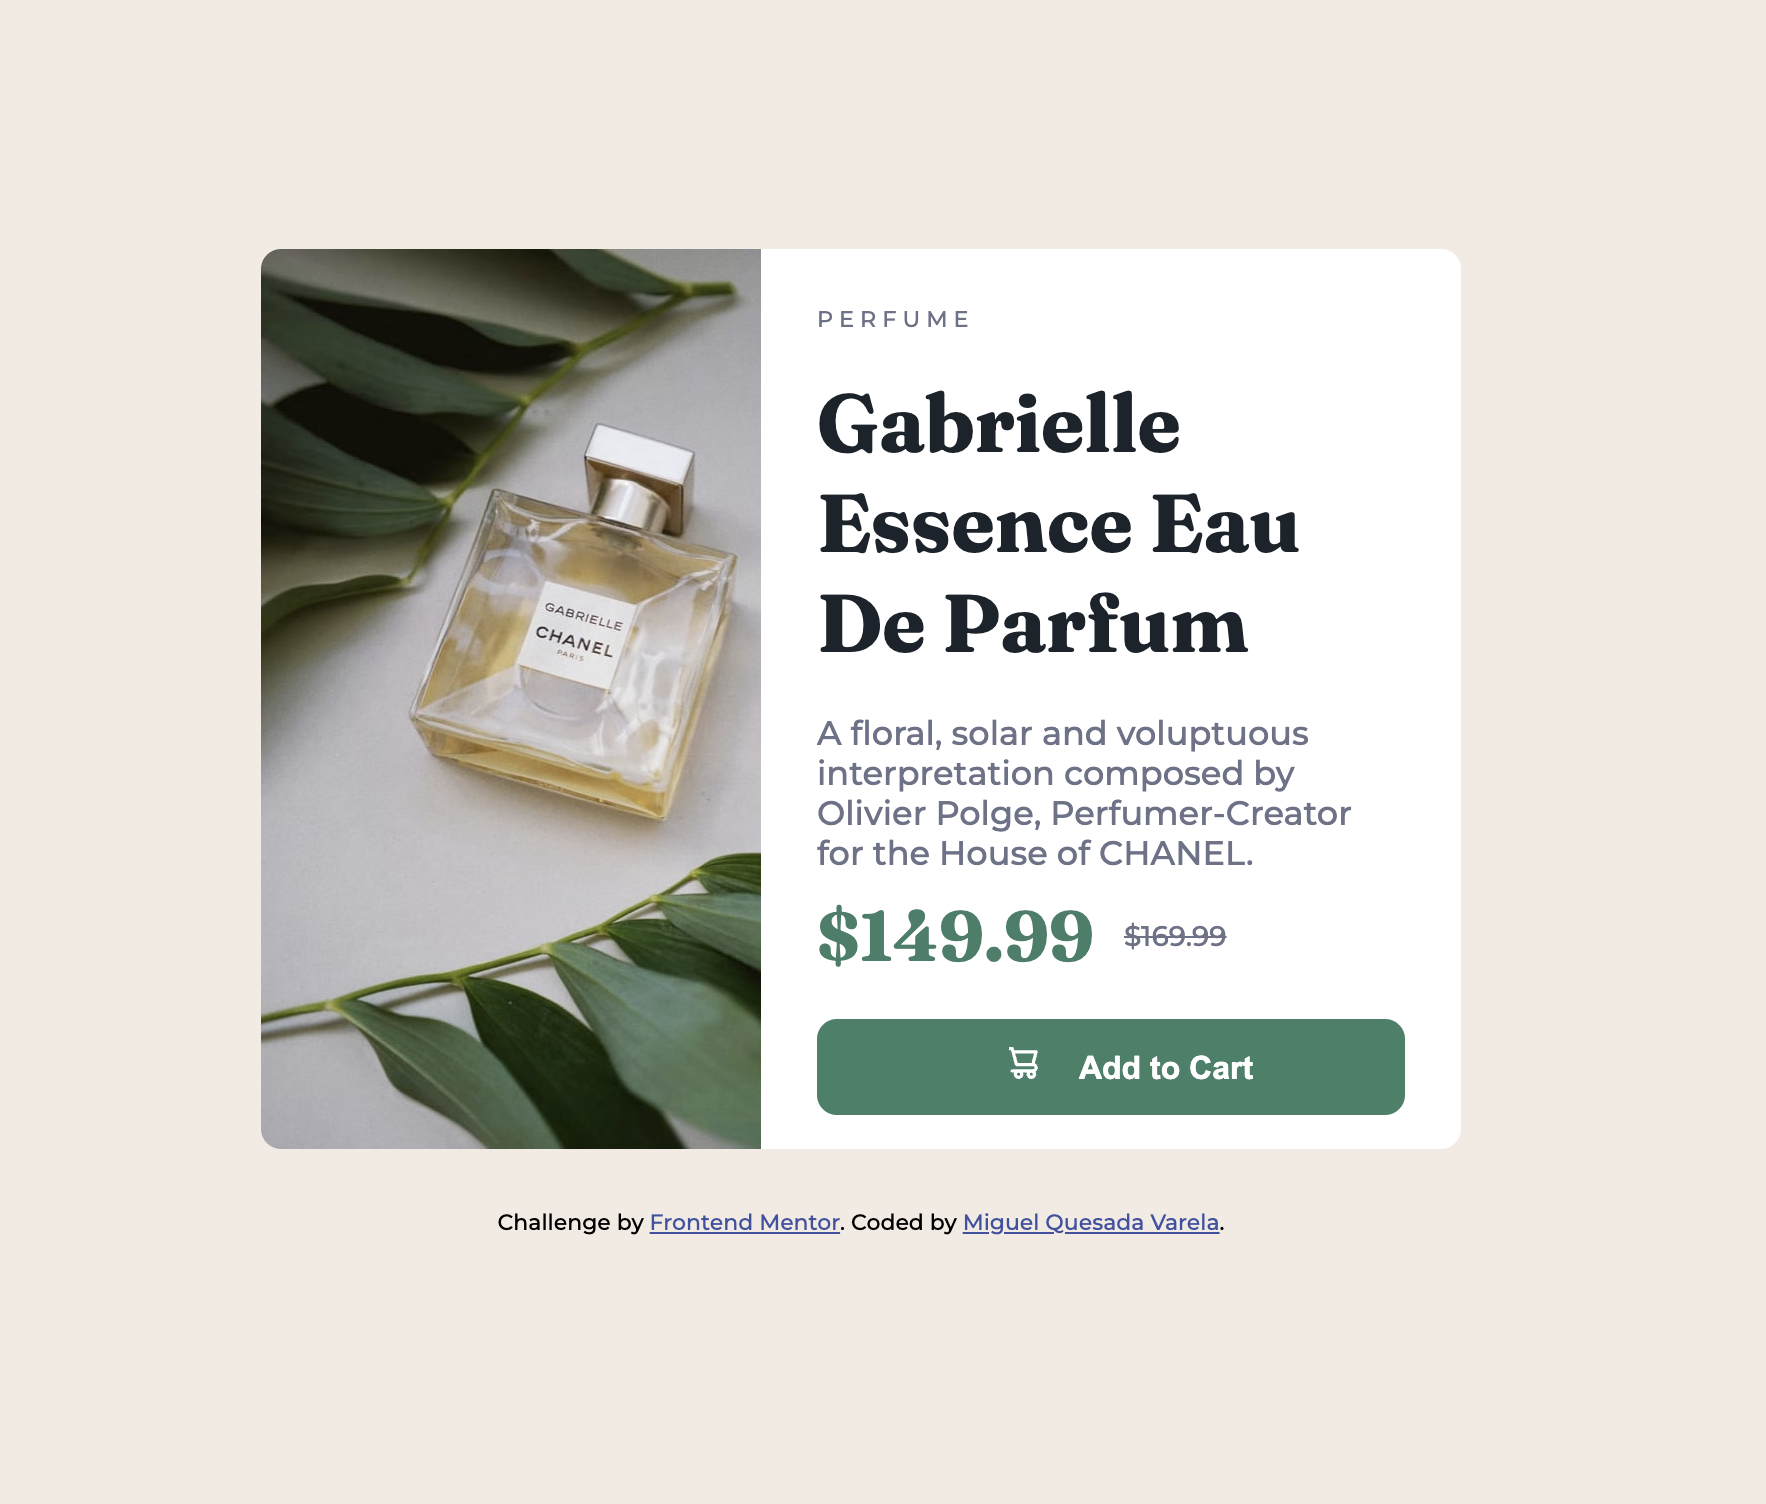 GABRIELLE
CHANEL
PARIS
PERFUME
Gabrielle
Essence Eau
De Parfum
A floral, solar and voluptuous
interpretation composed by
Olivier Polge, Perfumer-Creator
for the House of CHANEL.
$149.99 $169.99
Add to Cart
Challenge by Frontend Mentor. Coded by Miguel Quesada Varela.